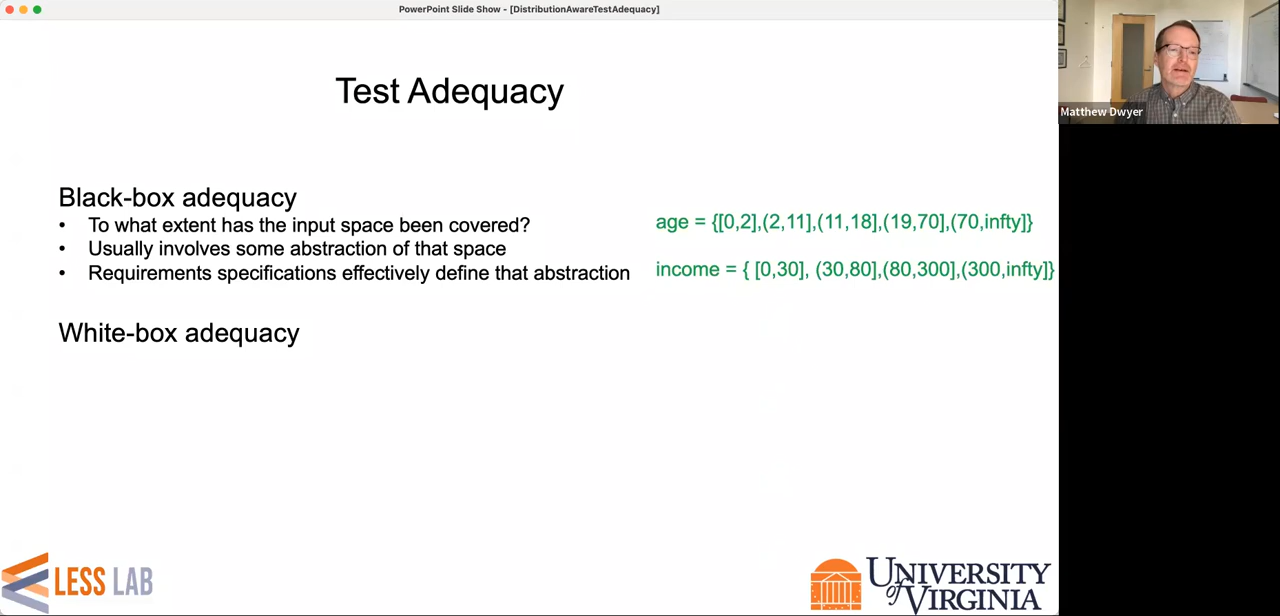 PowerPoint Slide Show - [DistributionAwareTestAdequacy]
Matthew Dwyer
Test Adequacy
Black-box adequacy
• To what extent has the input space been covered?
• Usually involves some abstraction of that space
• Requirements specifications effectively define that abstraction
age = {[0,2],(2,11],(11,18],(19,70],(70,infty]}
income = { [0,30], (30,80],(80,300],(300,infty]}
White-box adequacy
LESS LAB
UNIVERSITY
of VIRGINIA